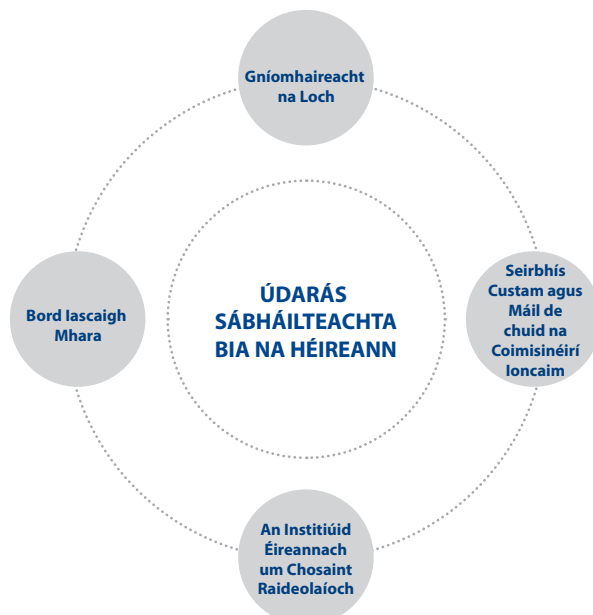 Gníomhaireacht
na Loch
Bord Iascaigh
Mhara
ÚDARÁS
SÁBHÁILTEACHTA
BIA NA HÉIREANN
Seirbhís
Custam agus
Máil de
chuid na
Coimisinéirí
Ioncaim
An Institiúid
Éireannach
um Chosaint
Raideolaíoch